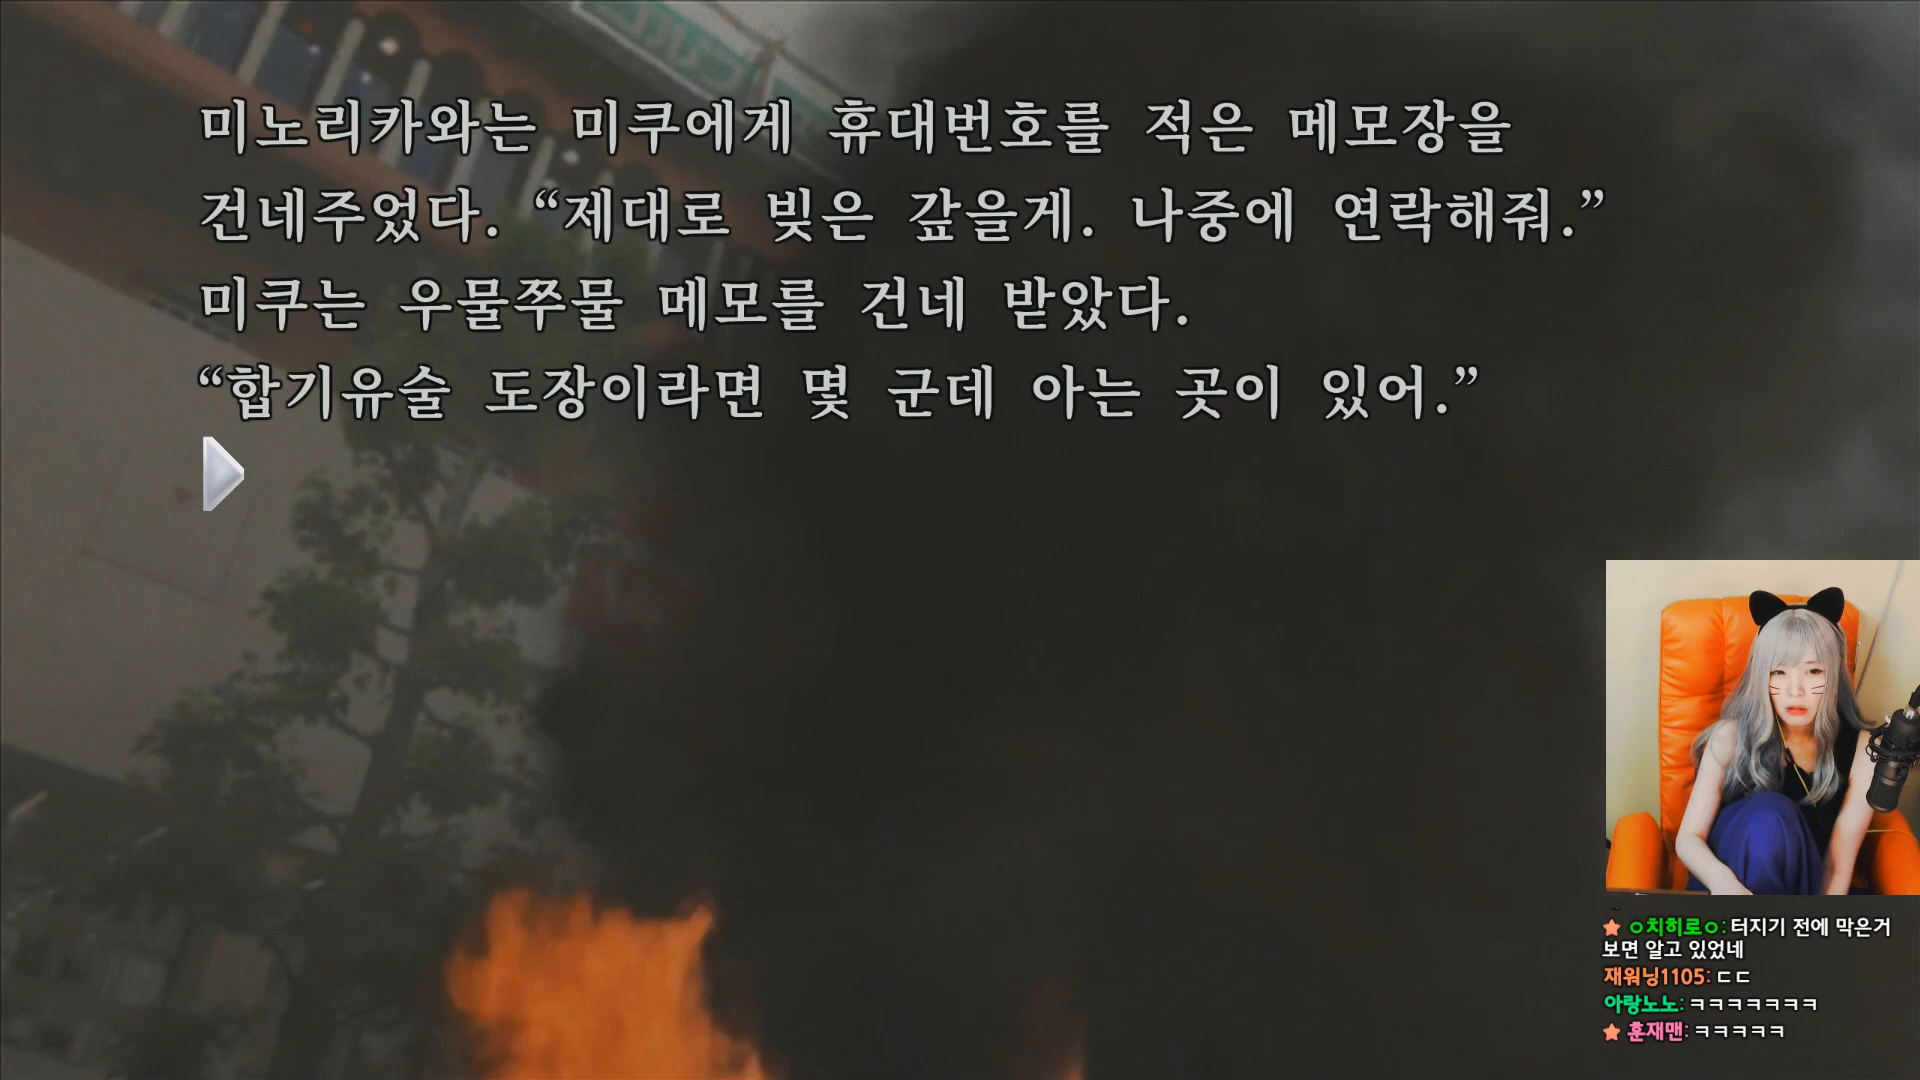 미노리카와는 미쿠에게 휴대번호를 적은 메모장을
건네주었다. “제대로 빚은 갚을게. 나중에 연락해줘.”
미쿠는 우물쭈물 메모를 건네 받았다.
“합기유술 도장이라면 몇 군데 아는 곳이 있어.”
ㅇ치히로ㅇ: 터지기 전에 막은거
보면 알고 있었네
재워닝1105: ㄷㄷ
아랑노노: ㅋㅋㅋㅋㅋㅋㅋ
훈재맨: ㅋㅋㅋㅋㅋ